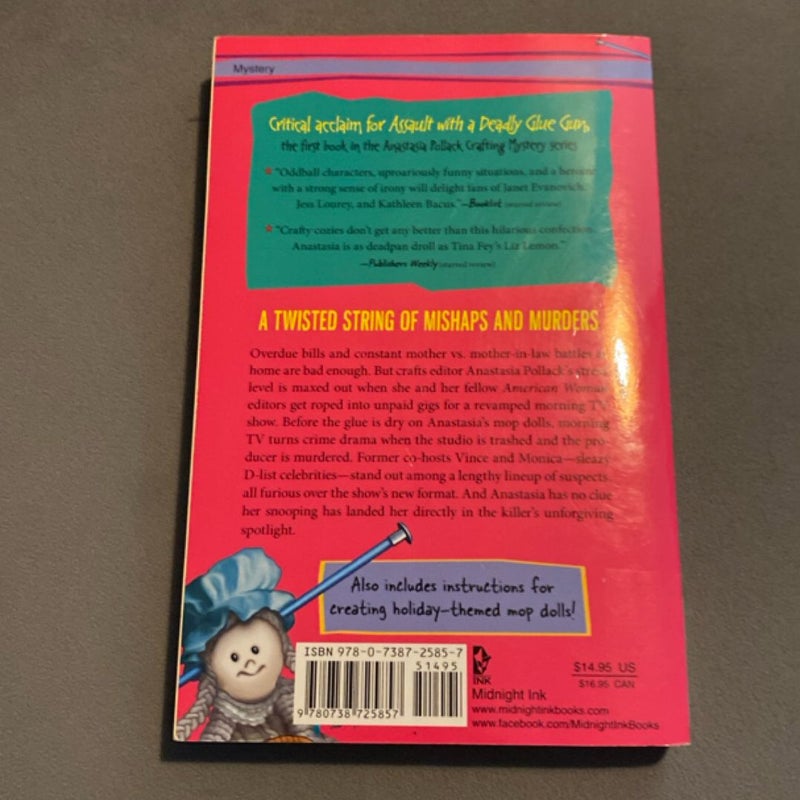 Mystery
Critical acclaim for Assault with a Deadly Glue Gun,
the first book in the Anastasia Pollack Crafting Mystery series
★ "Oddball characters, uproariously funny situations, and a heroine
with a strong sense of irony will delight fans of Janet Evanovich,
Jess Lourey, and Kathleen Bacus."—Booklist (starred review)
★ "Crafty cozies don't get any better than this hilarious confection.
Anastasia is as deadpan droll as Tina Fey's Liz Lemon."
—Publishers Weekly (starred review)
A TWISTED STRING OF MISHAPS AND MURDERS
Overdue bills and constant mother vs. mother-in-law battles at
home are bad enough. But crafts editor Anastasia Pollack's stress
level is maxed out when she and her fellow American Woman
editors get roped into unpaid gigs for a revamped morning TV
show. Before the glue is dry on Anastasia's mop dolls, morning
TV turns crime drama when the studio is trashed and the pro-
ducer is murdered. Former co-hosts Vince and Monica—sleazy
D-list celebrities—stand out among a lengthy lineup of suspects,
all furious over the show's new format. And Anastasia has no clue
her snooping has landed her directly in the killer's unforgiving
spotlight.
Also includes instructions for
creating holiday-themed mop dolls!
ISBN 978-0-7387-2585-7
51495
9 780738 725857
INK
Midnight Ink
www.midnightinkbooks.com
www.facebook.com/MidnightInkBooks
$14.95 US
$16.95 CAN